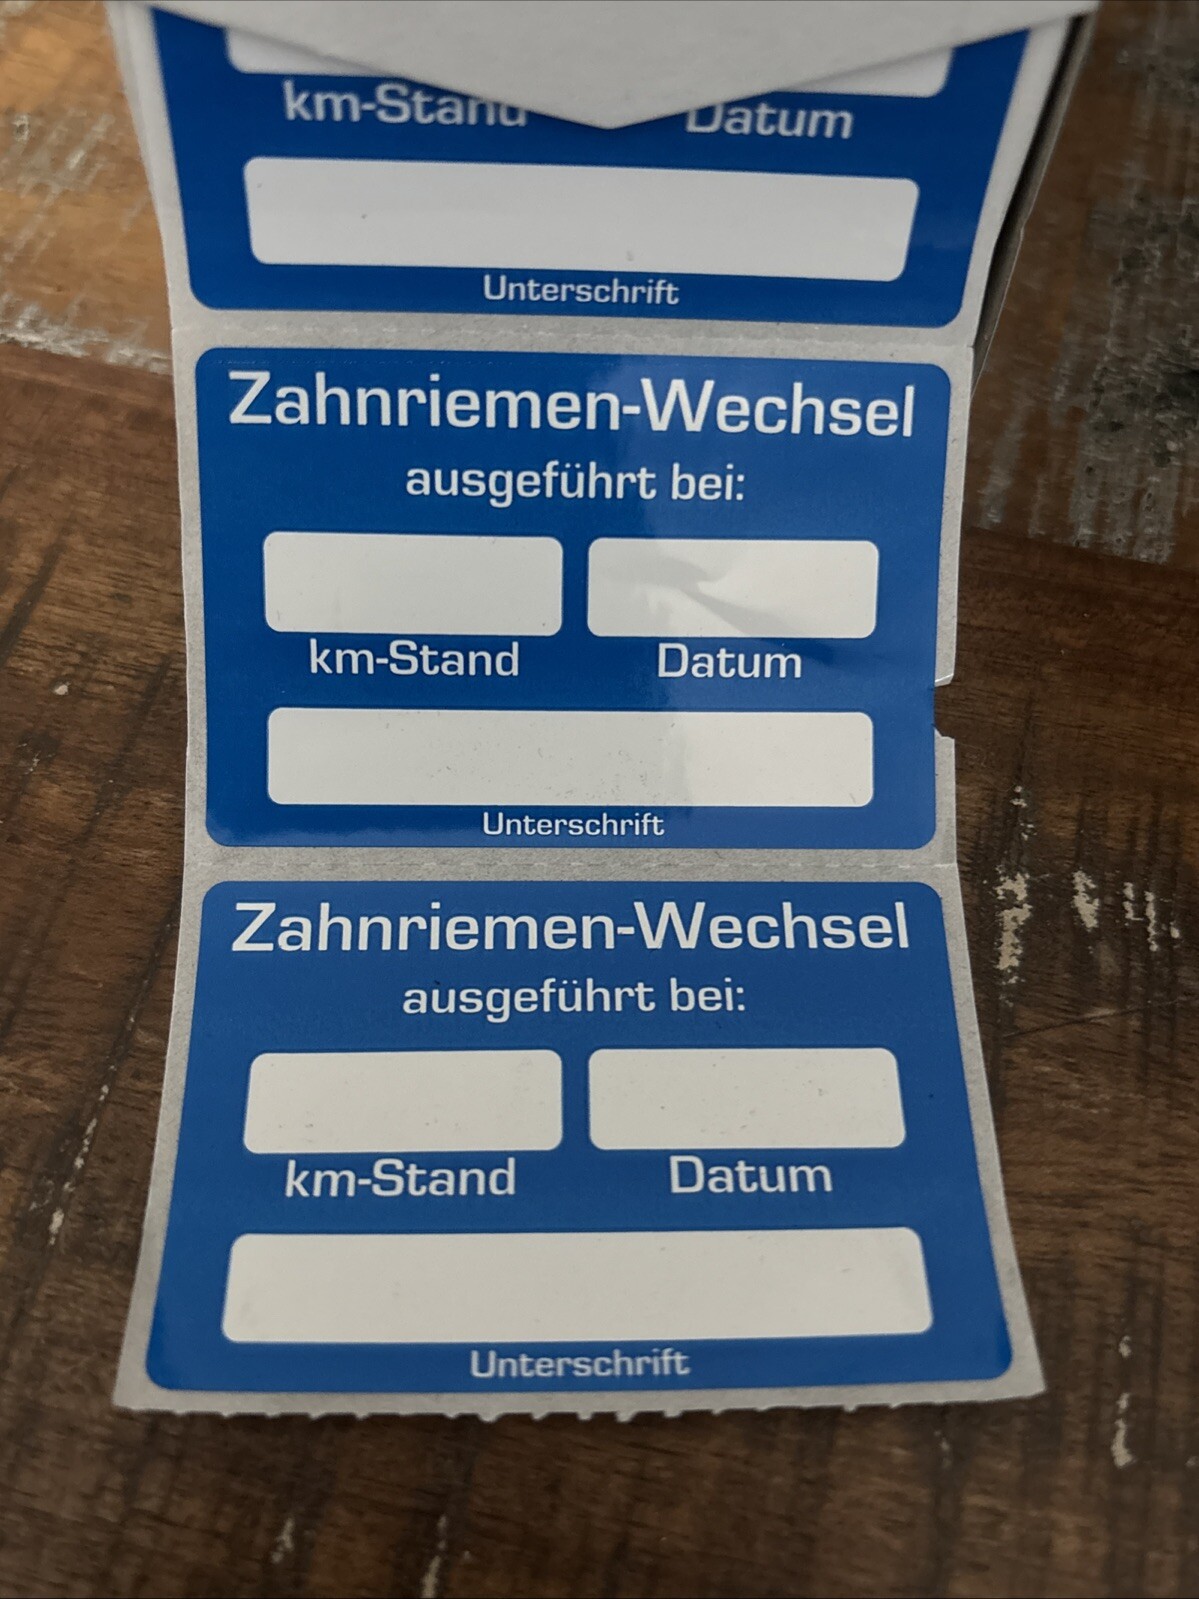 km-Stand Datum
Unterschrift
Zahnriemen-Wechsel
ausgeführt bei:
km-Stand Datum
Unterschrift
Zahnriemen-Wechsel
ausgeführt bei:
km-Stand Datum
Unterschrift